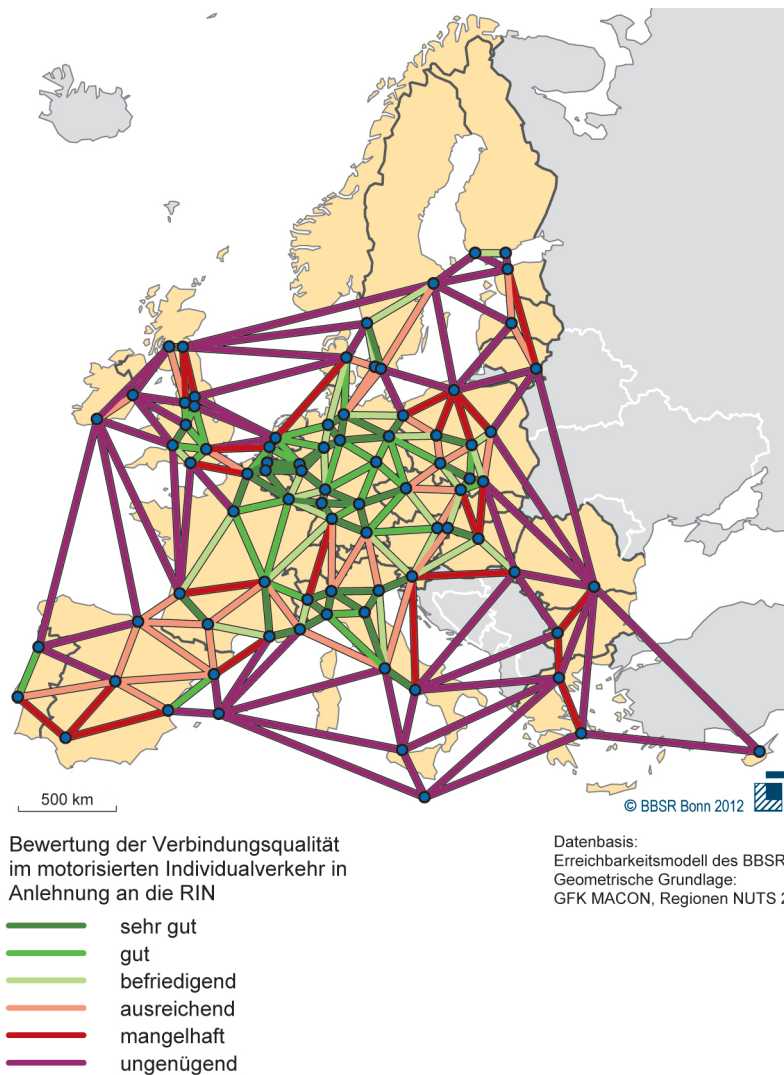 500 km
© BBSR Bonn 2012
Bewertung der Verbindungsqualität
im motorisierten Individualverkehr in
Anlehnung an die RIN
sehr gut
gut
befriedigend
ausreichend
mangelhaft
ungenügend
Datenbasis:
Erreichbarkeitsmodell des BBSR
Geometrische Grundlage:
GFK MACON, Regionen NUTS 2